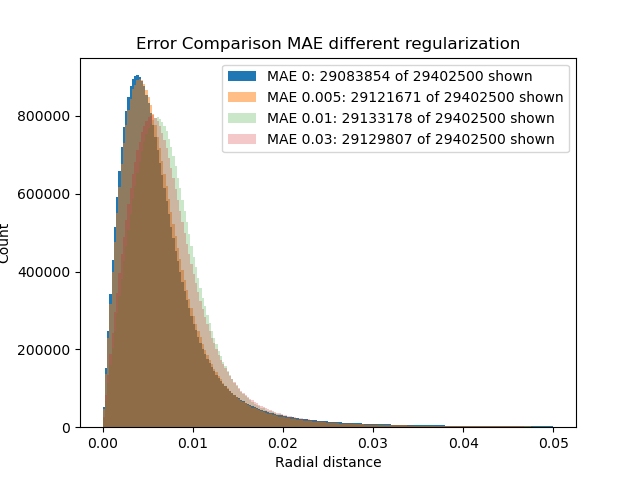 Error Comparison MAE different regularization
MAE 0: 29083854 of 29402500 shown
MAE 0.005: 29121671 of 29402500 shown
MAE 0.01: 29133178 of 29402500 shown
MAE 0.03: 29129807 of 29402500 shown
Count
800000
600000
400000
200000
0
0.00 0.01 0.02 0.03 0.04 0.05
Radial distance